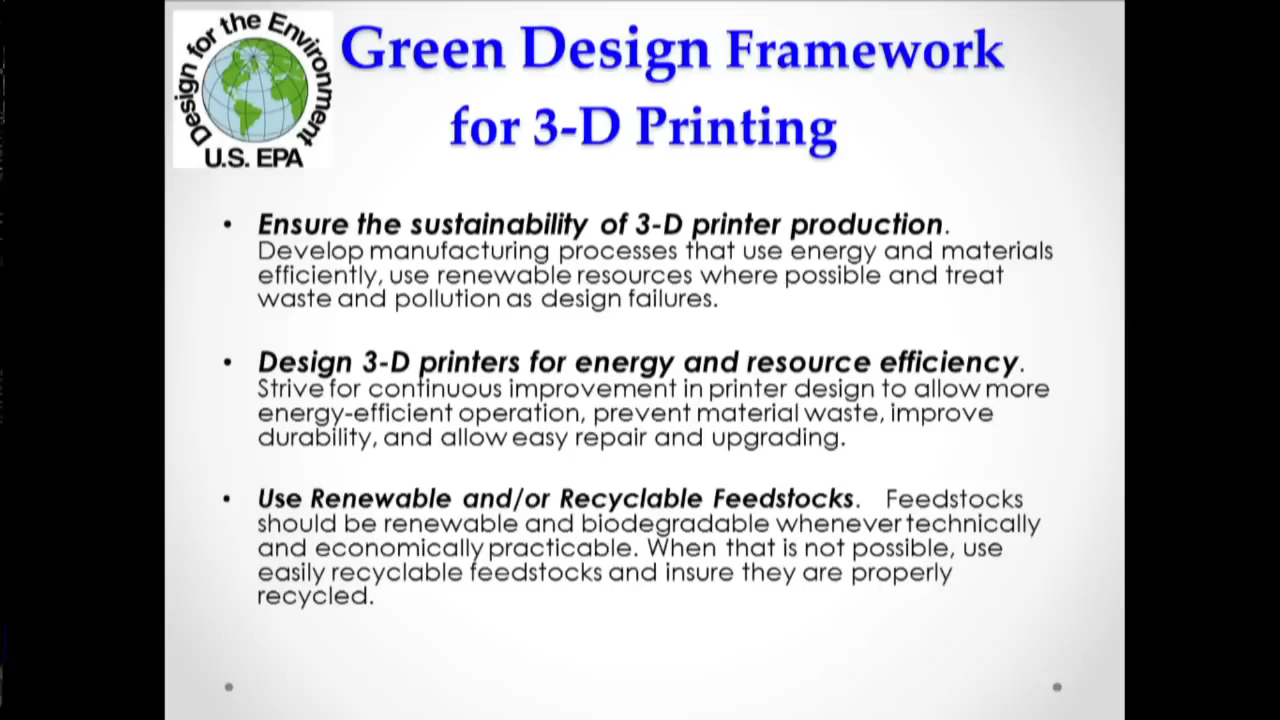 Design for the Environment
U.S. EPA
Green Design Framework
for 3-D Printing
• Ensure the sustainability of 3-D printer production.
Develop manufacturing processes that use energy and materials
efficiently, use renewable resources where possible and treat
waste and pollution as design failures.
• Design 3-D printers for energy and resource efficiency.
Strive for continuous improvement in printer design to allow more
energy-efficient operation, prevent material waste, improve
durability, and allow easy repair and upgrading.
• Use Renewable and/or Recyclable Feedstocks. Feedstocks
should be renewable and biodegradable whenever technically
and economically practicable. When that is not possible, use
easily recyclable feedstocks and insure they are properly
recycled.